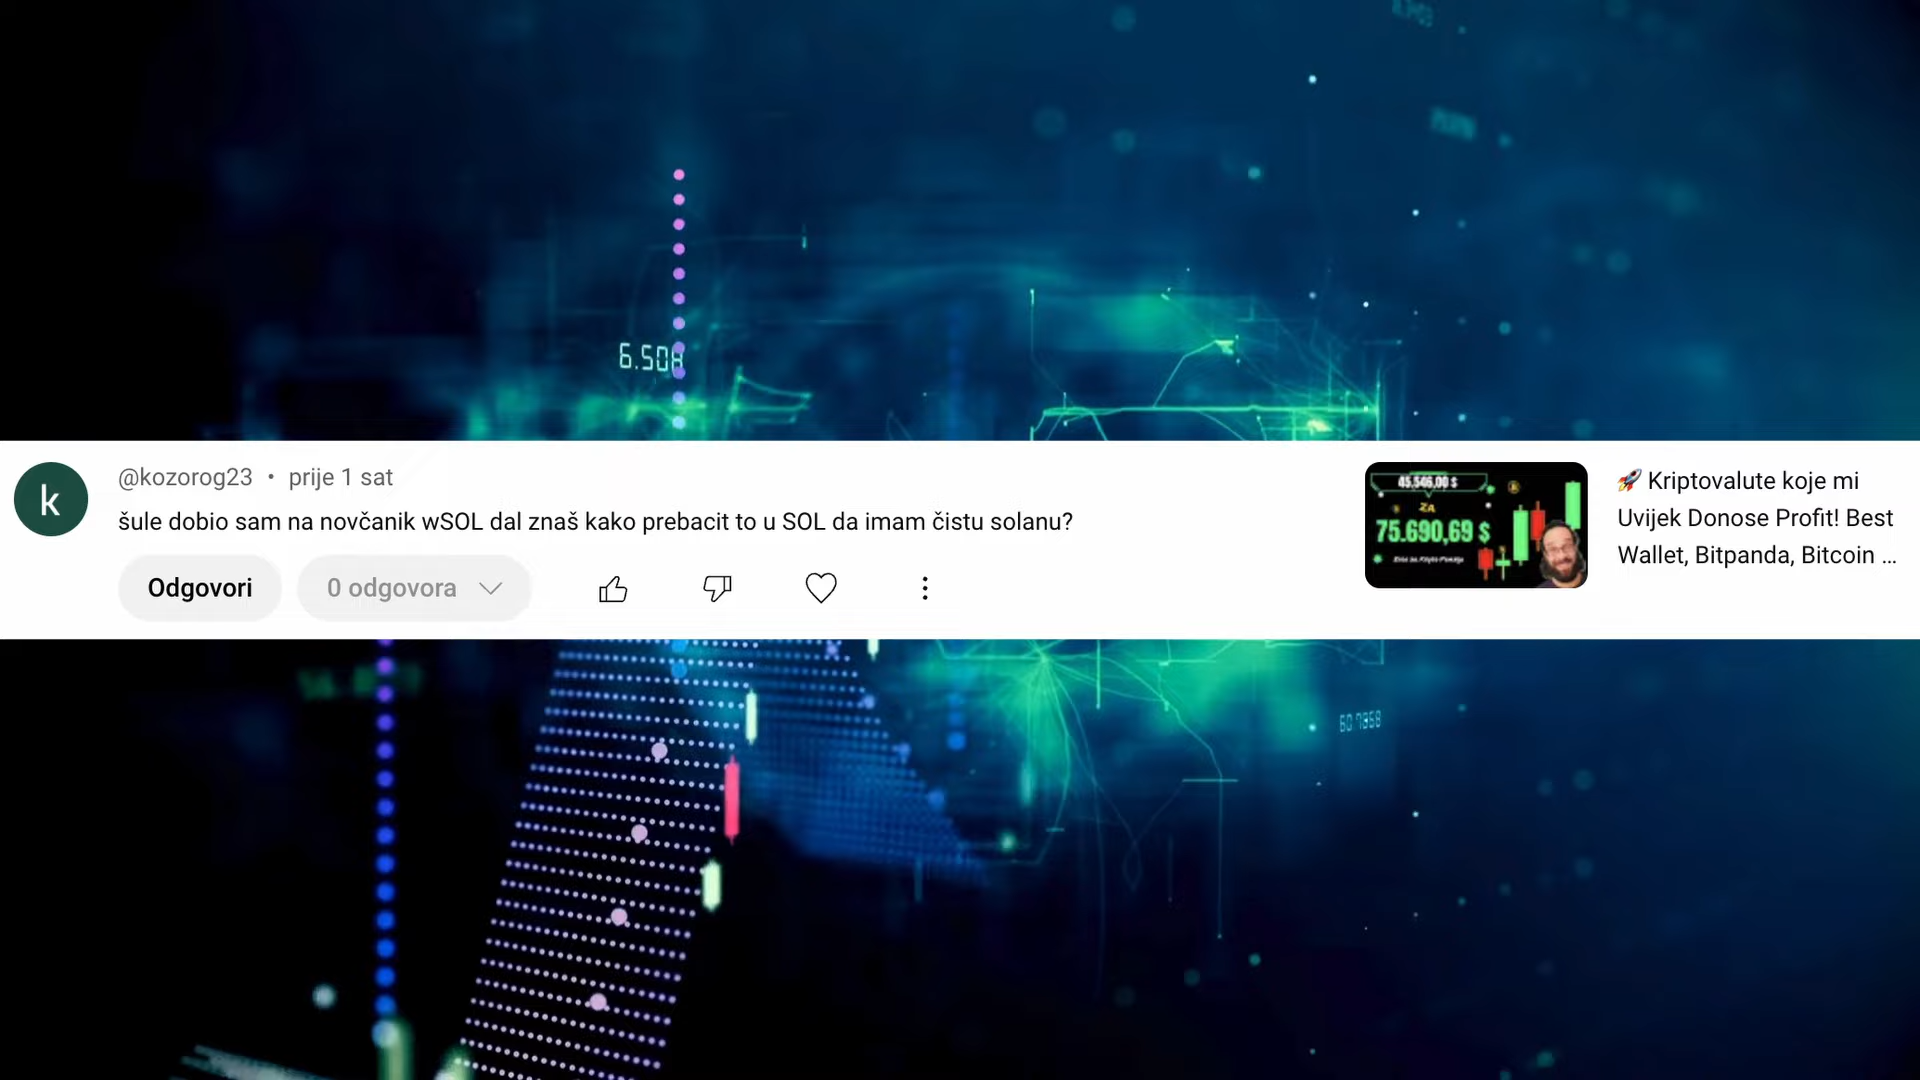 6.508
@kozorog23 • prije 1 sat
šule dobio sam na novčanik wSOL dal znaš kako prebacit to u SOL da imam čistu solanu?
Odgovori
0 odgovora
45.546,00 $
ZA
75.690,69 $
🚀 Kriptovalute koje mi
Uvijek Donose Profit! Best
Wallet, Bitpanda, Bitcoin ...